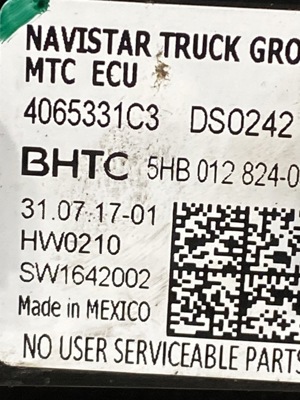 NAVISTAR TRUCK GRO
MTC ECU
4065331C3 DS0242
BHTC 5HB 012 824-0
31.07.17-01
HW0210
SW1642002
Made in MEXICO
NO USER SERVICEABLE PARTS